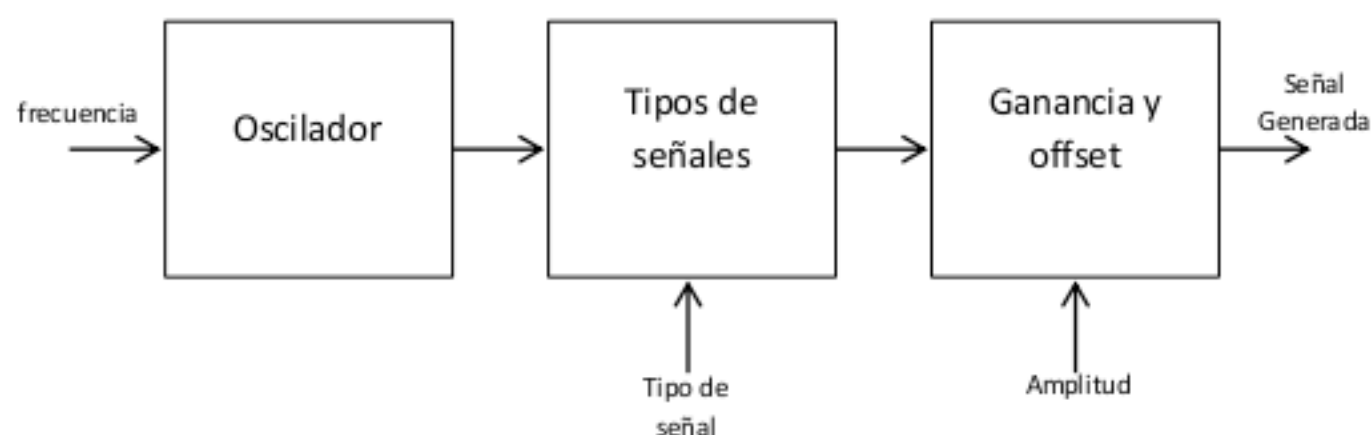 frecuencia
Oscilador
Tipos de
señales
Ganancia y
offset
Señal
Generada
Tipo de
señal
Amplitud